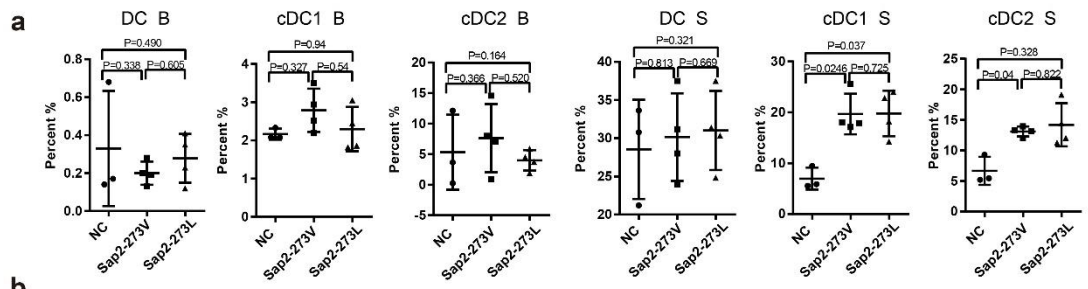 a
DC B
P=0.490
P=0.338
P=0.605
Percent %
0.8
0.6
0.4
0.2
0.0
NC
Sap2-273V
Sap2-273L
cDC1 B
P=0.94
P=0.327
P=0.54
Percent %
5
4
3
2
1
0
NC
Sap2-273V
Sap2-273L
cDC2 B
P=0.164
P=0.366
P=0.520
Percent %
20
15
10
5
0
-5
NC
Sap2-273V
Sap2-273L
DC S
P=0.321
P=0.813
P=0.669
Percent %
40
35
30
25
20
NC
Sap2-273V
Sap2-273L
cDC1 S
P=0.037
P=0.0246
P=0.725
Percent %
30
20
10
0
NC
Sap2-273V
Sap2-273L
cDC2 S
P=0.328
P=0.04
P=0.822
Percent %
25
20
15
10
5
0
NC
Sap2-273V
Sap2-273L
b